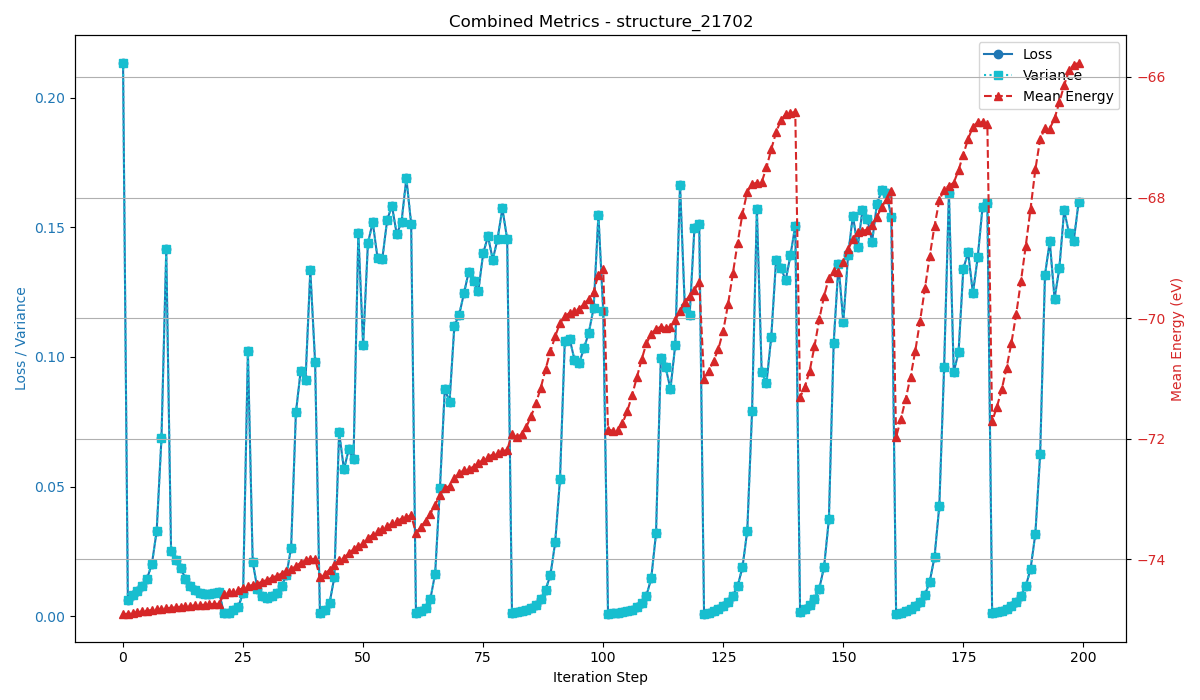 Combined Metrics - structure_21702
Loss
Variance
Mean Energy
Loss / Variance
0.20
0.15
0.10
0.05
0.00
0
25
50
75
100
125
150
175
200
Iteration Step
−66
−68
−70
−72
−74
Mean Energy (eV)